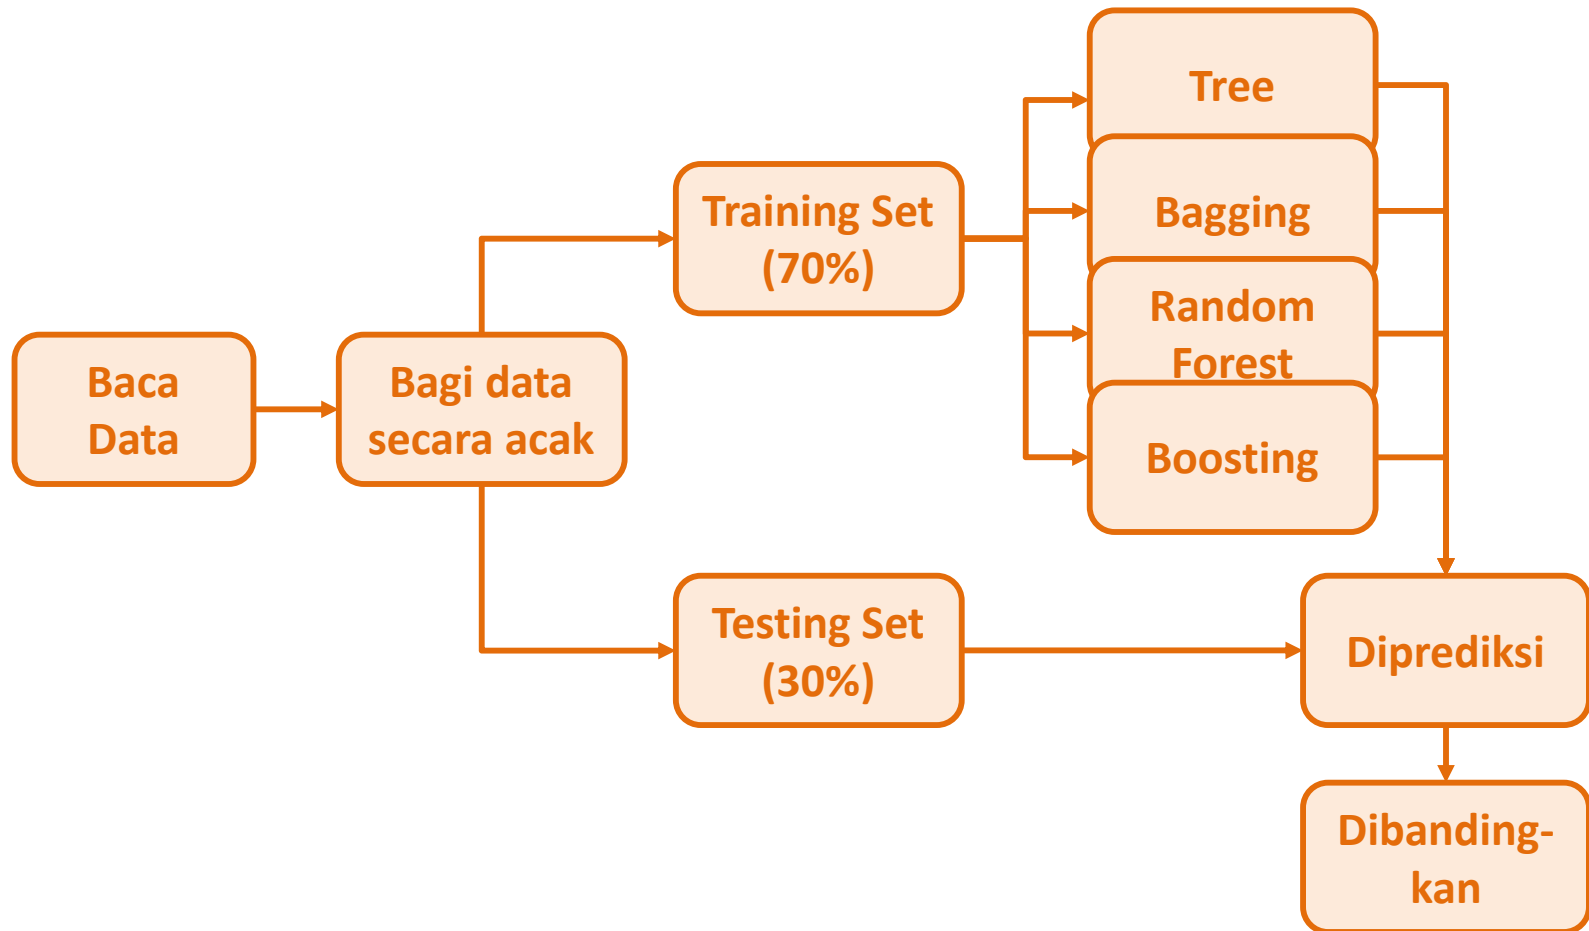 Baca
Data
Bagi data
secara acak
Training Set
(70%)
Testing Set
(30%)
Tree
Bagging
Random
Forest
Boosting
Diprediksi
Dibanding-
kan